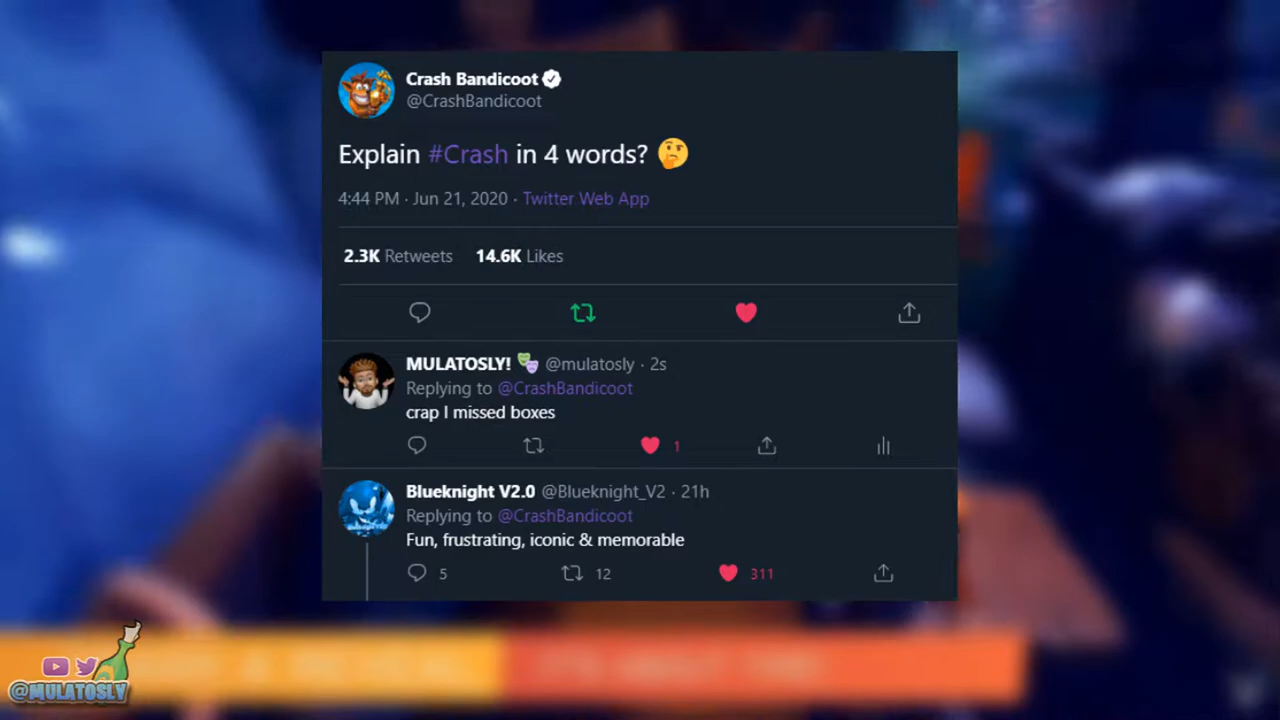 Crash Bandicoot
@CrashBandicoot
Explain #Crash in 4 words? 🤔
4:44 PM · Jun 21, 2020 · Twitter Web App
2.3K Retweets 14.6K Likes
MULATOSLY! 🎭 @mulatosly · 2s
Replying to @CrashBandicoot
crap I missed boxes
1
Blueknight V2.0 @Blueknight_V2 · 21h
Replying to @CrashBandicoot
Fun, frustrating, iconic & memorable
5 12 311
@MULATOSLY